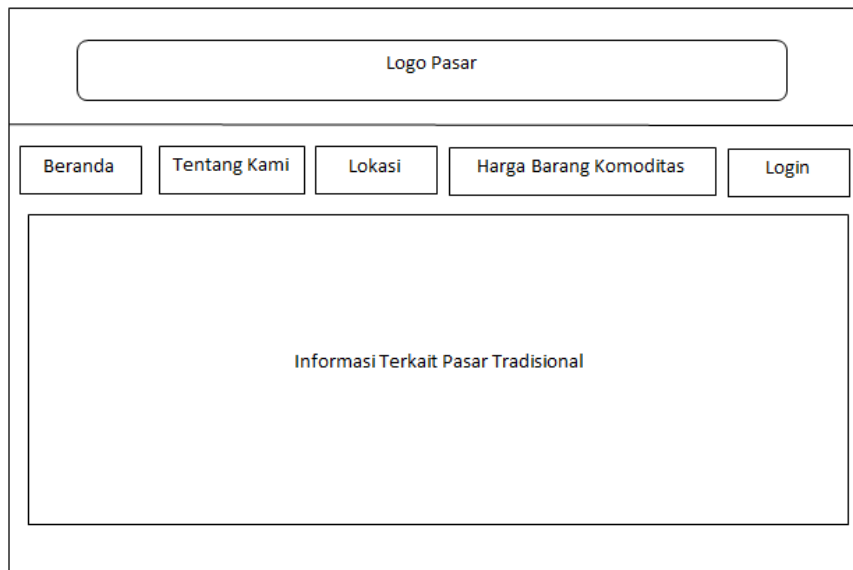 Logo Pasar
Beranda
Tentang Kami
Lokasi
Harga Barang Komoditas
Login
Informasi Terkait Pasar Tradisional